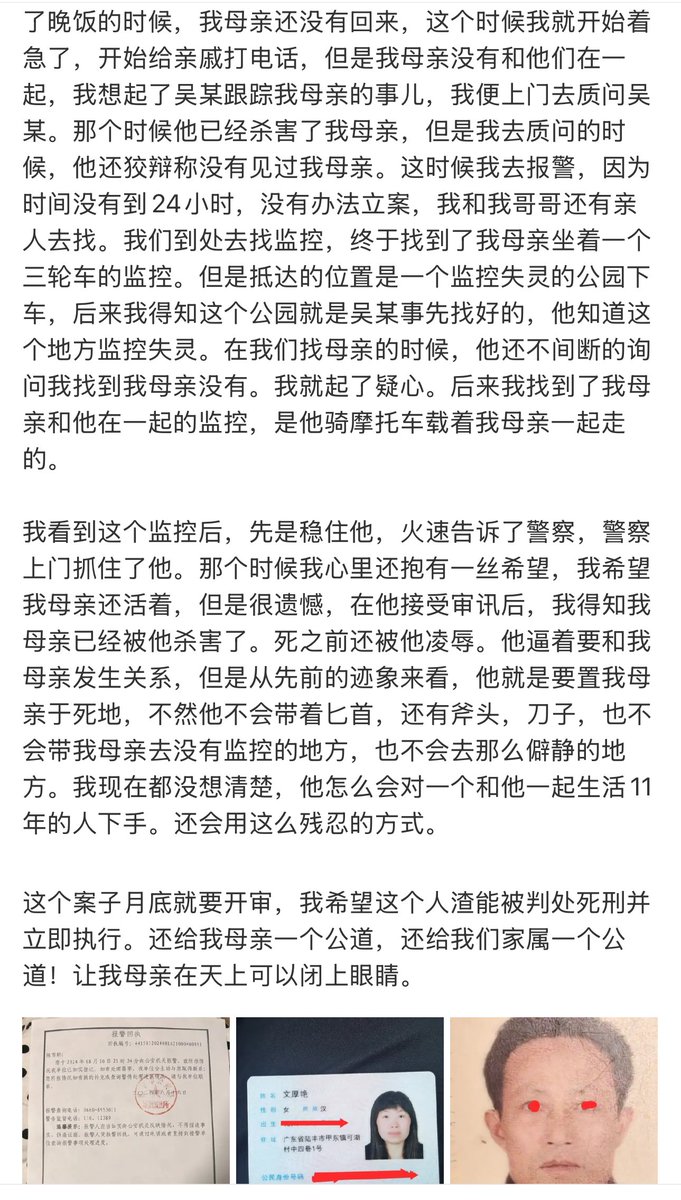 了晚饭的时候，我母亲还没有回来，这个时候我就开始着
急了，开始给亲戚打电话，但是我母亲没有和他们在一
起，我想起了吴某跟踪我母亲的事儿，我便上门去质问吴
某。那个时候他已经杀害了我母亲，但是我去质问的时
候，他还狡辩称没有见过我母亲。这时候我去报警，因为
时间没有到24小时，没有办法立案，我和我哥哥还有亲
人去找。我们到处去找监控，终于找到了我母亲坐着一个
三轮车的监控。但是抵达的位置是一个监控失灵的公园下
车，后来我得知这个公园就是吴某事先找好的，他知道这
个地方监控失灵。在我们找母亲的时候，他还不间断的询
问我找到我母亲没有。我就起了疑心。后来我找到了我母
亲和他在一起的监控，是他骑摩托车载着我母亲一起走
的。
我看到这个监控后，先是稳住他，火速告诉了警察，警察
上门抓住了他。那个时候我心里还抱有一丝希望，我希望
我母亲还活着，但是很遗憾，在他接受审讯后，我得知我
母亲已经被他杀害了。死之前还被他凌辱。他逼着要和我
母亲发生关系，但是从先前的迹象来看，他就是要置我母
亲于死地，不然他不会带着匕首，还有斧头，刀子，也不
会带我母亲去没有监控的地方，也不会去那么僻静的地
方。我现在都没想清楚，他怎么会对一个和他一起生活11
年的人下手。还会用这么残忍的方式。
这个案子月底就要开审，我希望这个人渣能被判处死刑并
立即执行。还给我母亲一个公道，还给我们家属一个公
道！让我母亲在天上可以闭上眼睛。
报警回执
姓名 文厚艳
性别 女 民族 汉
出生
住址 广东省陆丰市甲东镇可湖
村中四巷1号
公民身份号码